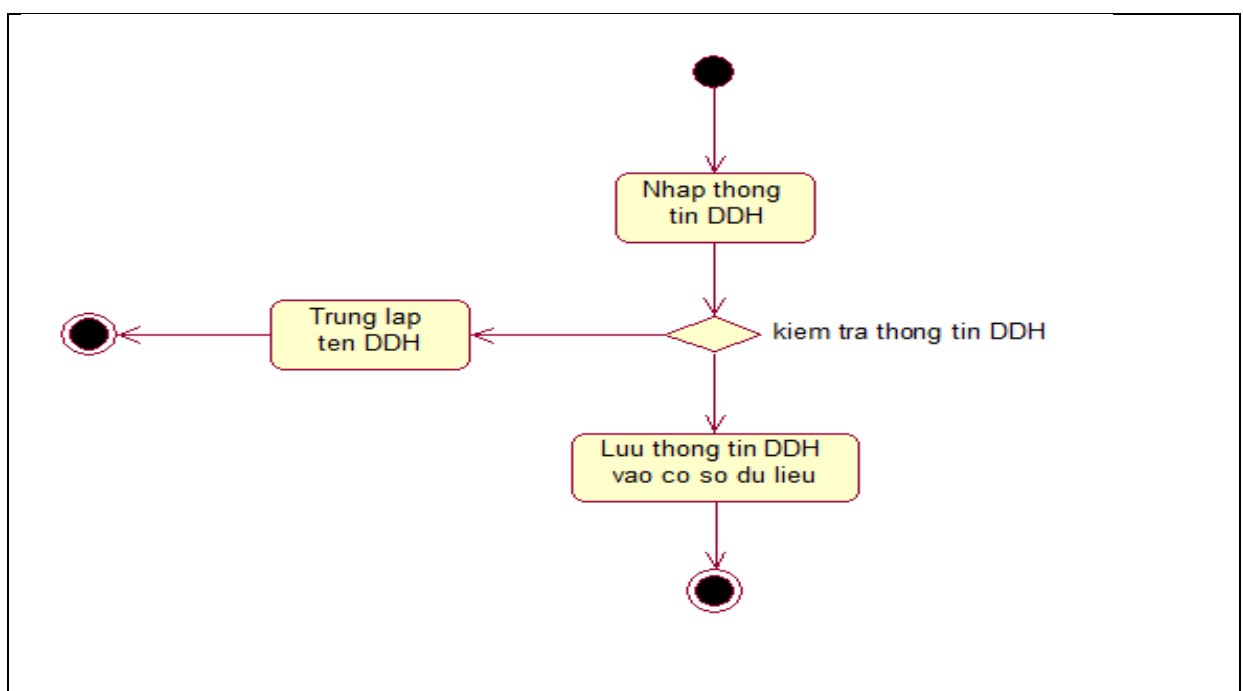 Nhap thong
tin DDH
Trung lap
ten DDH
kiem tra thong tin DDH
Luu thong tin DDH
vao co so du lieu